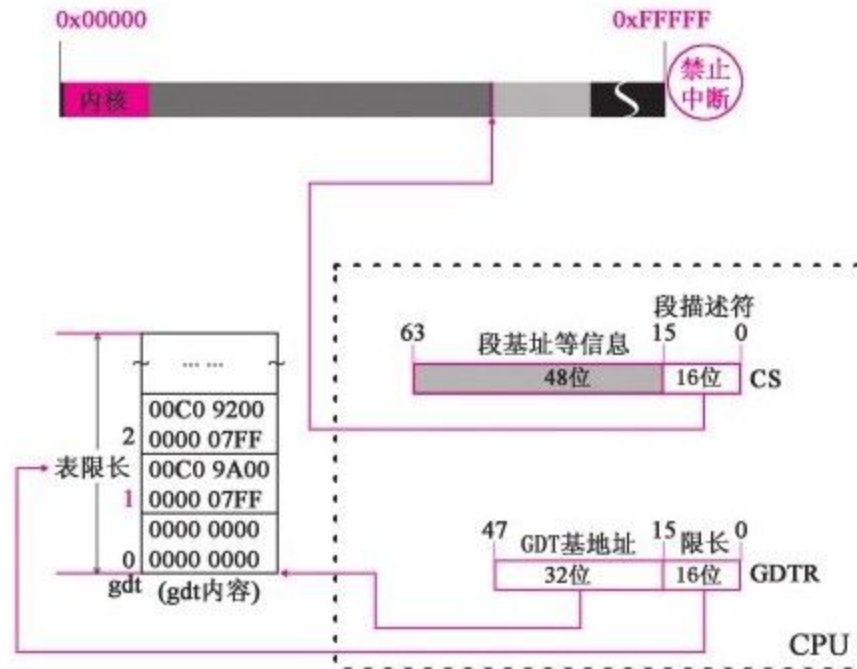 0x00000 0xFFFFF
禁止
中断
内核
段描述符
63 段基址等信息 15 0
48位 16位 CS
... ...
00C0 9200
2 0000 07FF
表限长 00C0 9A00
1 0000 07FF
0000 0000
0 0000 0000
gdt (gdt内容)
47 GDT基地址 15 限长 0
32位 16位 GDTR
CPU